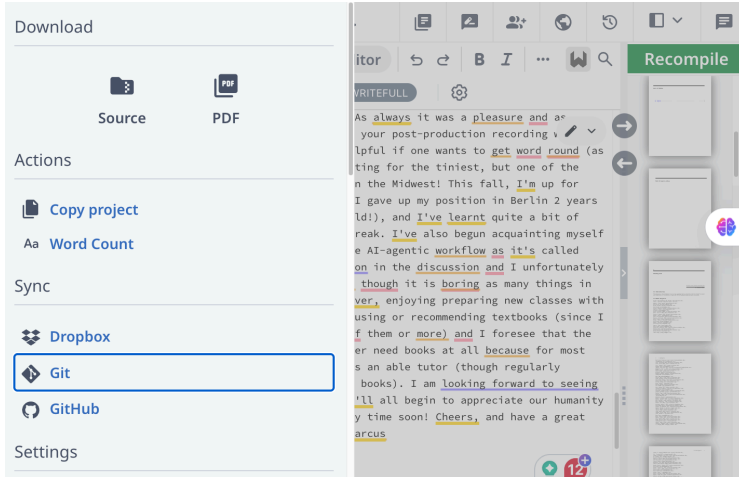 Download
Source
PDF
Actions
Copy project
Aa Word Count
Sync
Dropbox
Git
GitHub
Settings
itor
B I ...
Recompile
WRITEFULL
As always it was a pleasure and as
your post-production recording
lpful if one wants to get word round (as
ting for the tiniest, but one of the
n the Midwest! This fall, I'm up for
I gave up my position in Berlin 2 years
ld!), and I've learnt quite a bit of
reak. I've also begun acquainting myself
e AI-agentic workflow as it's called
on in the discussion and I unfortunately
though it is boring as many things in
ver, enjoying preparing new classes with
using or recommending textbooks (since I
f them or more) and I foresee that the
er need books at all because for most
s an able tutor (though regularly
books). I am looking forward to seeing
'll all begin to appreciate our humanity
y time soon! Cheers, and have a great
arcus
12